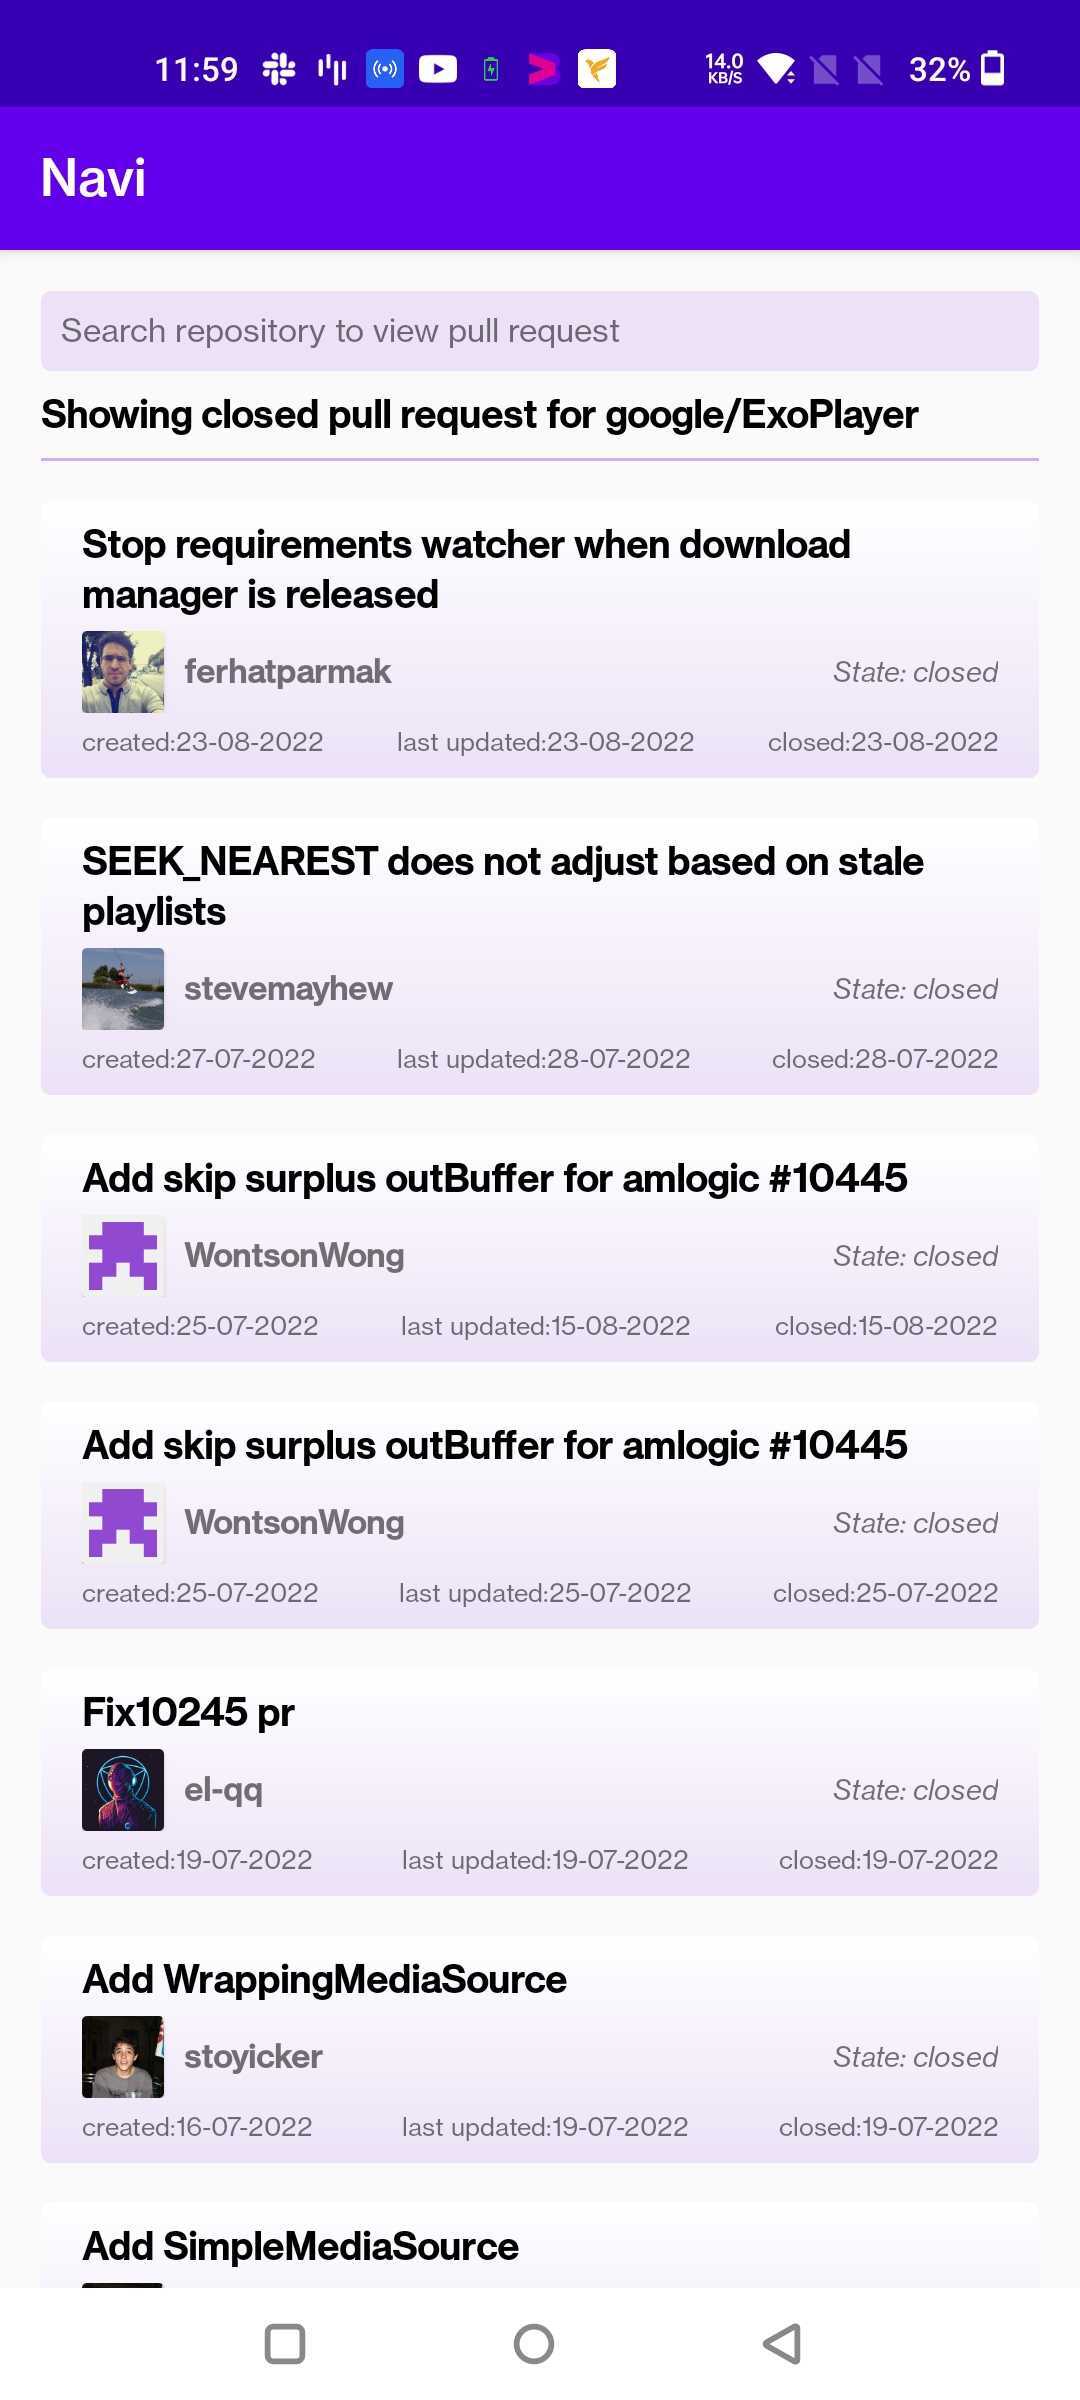 11:59
14.0
KB/S
32%
Navi
Search repository to view pull request
Showing closed pull request for google/ExoPlayer
Stop requirements watcher when download
manager is released
ferhatparmak
State: closed
created:23-08-2022 last updated:23-08-2022 closed:23-08-2022
SEEK_NEAREST does not adjust based on stale
playlists
stevemayhew
State: closed
created:27-07-2022 last updated:28-07-2022 closed:28-07-2022
Add skip surplus outBuffer for amlogic #10445
WontsonWong
State: closed
created:25-07-2022 last updated:15-08-2022 closed:15-08-2022
Add skip surplus outBuffer for amlogic #10445
WontsonWong
State: closed
created:25-07-2022 last updated:25-07-2022 closed:25-07-2022
Fix10245 pr
el-qq
State: closed
created:19-07-2022 last updated:19-07-2022 closed:19-07-2022
Add WrappingMediaSource
stoyicker
State: closed
created:16-07-2022 last updated:19-07-2022 closed:19-07-2022
Add SimpleMediaSource